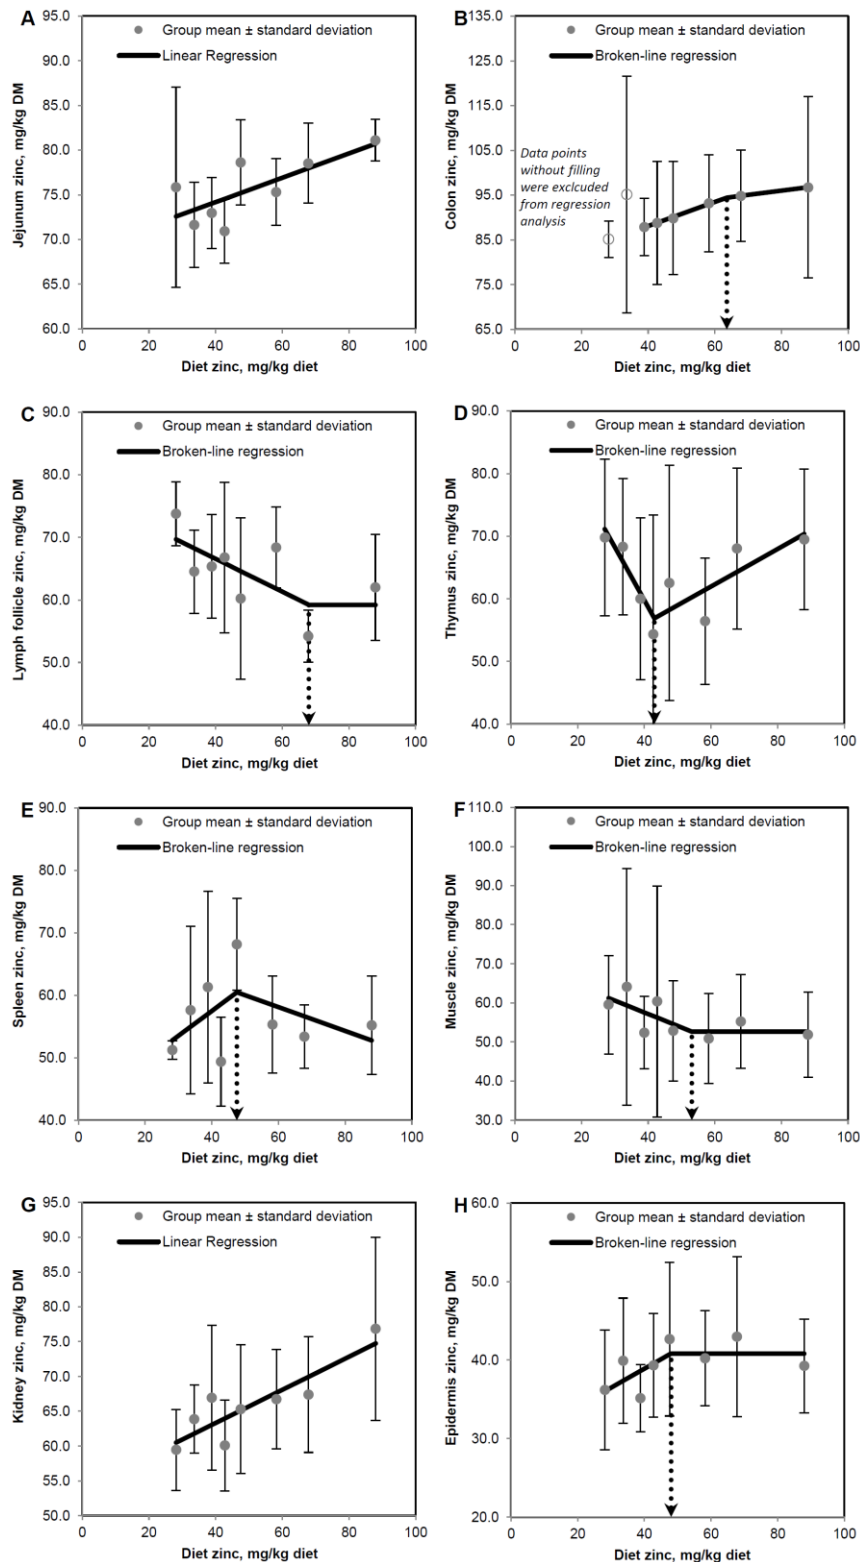 A
Group mean ± standard deviation
Linear Regression
95.0
90.0
85.0
80.0
75.0
70.0
65.0
60.0
Jejunum zinc, mg/kg DM
0 20 40 60 80 100
Diet zinc, mg/kg diet
B
Group mean ± standard deviation
Broken-line regression
135.0
125.0
115.0
105.0
95.0
85.0
75.0
65.0
Colon zinc, mg/kg DM
Data points
without filling
were exlcuded
from regression
analysis
0 20 40 60 80 100
Diet zinc, mg/kg diet
C
Group mean ± standard deviation
Broken-line regression
90.0
80.0
70.0
60.0
50.0
40.0
Lymph follicle zinc, mg/kg DM
0 20 40 60 80 100
Diet zinc, mg/kg diet
D
Group mean ± standard deviation
Broken-line regression
90.0
80.0
70.0
60.0
50.0
40.0
Thymus zinc, mg/kg DM
0 20 40 60 80 100
Diet zinc, mg/kg diet
E
Group mean ± standard deviation
Broken-line regression
90.0
80.0
70.0
60.0
50.0
40.0
Spleen zinc, mg/kg DM
0 20 40 60 80 100
Diet zinc, mg/kg diet
F
Group mean ± standard deviation
Broken-line regression
110.0
100.0
90.0
80.0
70.0
60.0
50.0
40.0
30.0
Muscle zinc, mg/kg DM
0 20 40 60 80 100
Diet zinc, mg/kg diet
G
Group mean ± standard deviation
Linear Regression
95.0
90.0
85.0
80.0
75.0
70.0
65.0
60.0
55.0
50.0
Kidney zinc, mg/kg DM
0 20 40 60 80 100
Diet zinc, mg/kg diet
H
Group mean ± standard deviation
Broken-line regression
60.0
50.0
40.0
30.0
20.0
Epidermis zinc, mg/kg DM
0 20 40 60 80 100
Diet zinc, mg/kg diet